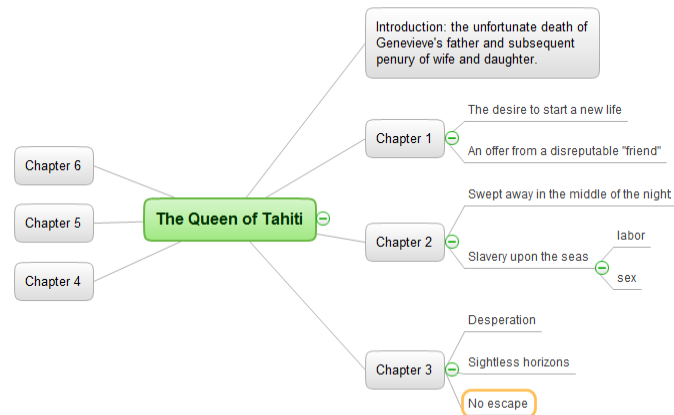 Introduction: the unfortunate death of
Genevieve's father and subsequent
penury of wife and daughter.
The desire to start a new life
Chapter 1
An offer from a disreputable "friend"
Chapter 6
Swept away in the middle of the night
The Queen of Tahiti
Chapter 5
Chapter 2
labor
Slavery upon the seas
sex
Chapter 4
Desperation
Chapter 3
Sightless horizons
No escape